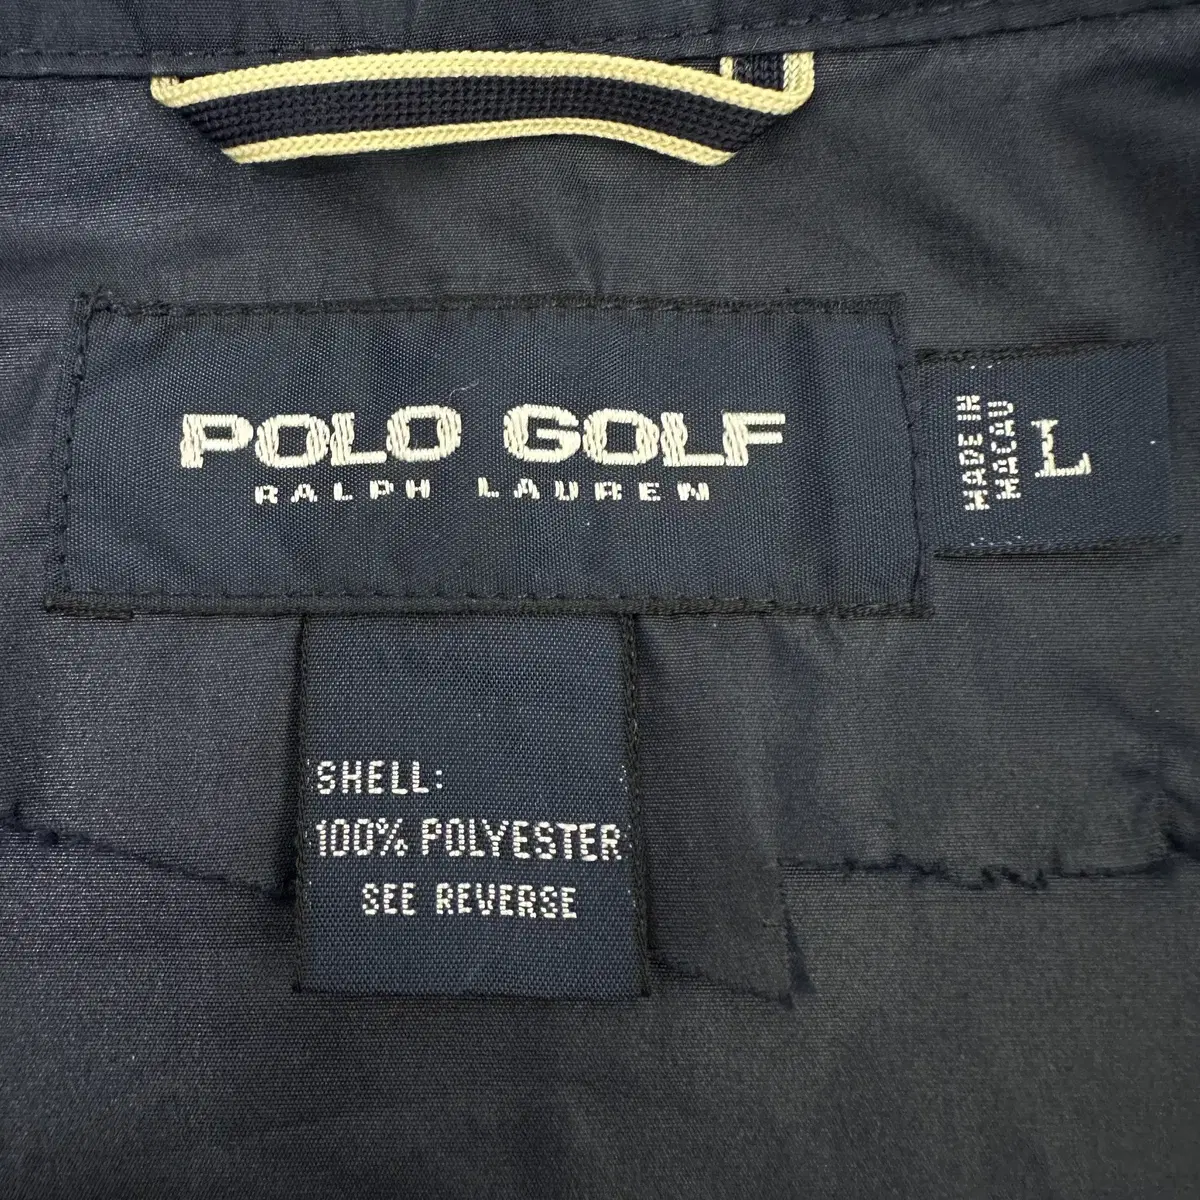 POLO GOLF
RALPH LAUREN
MADE IN
MACAU
L
SHELL:
100% POLYESTER
SEE REVERSE